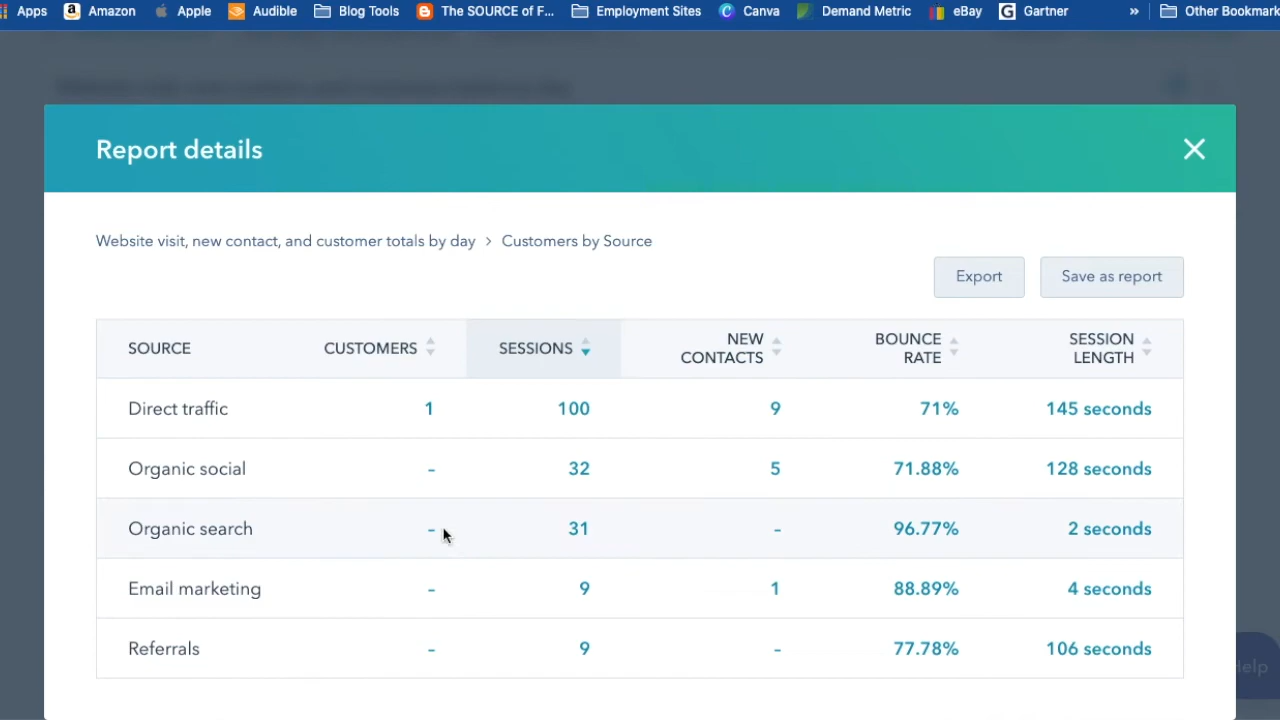 Apps Amazon Apple Audible Blog Tools The SOURCE of F... Employment Sites Canva Demand Metric eBay Gartner » Other Bookmark
Report details
Website visit, new contact, and customer totals by day > Customers by Source
Export Save as report
SOURCE CUSTOMERS SESSIONS NEW CONTACTS BOUNCE RATE SESSION LENGTH
Direct traffic 1 100 9 71% 145 seconds
Organic social - 32 5 71.88% 128 seconds
Organic search - 31 - 96.77% 2 seconds
Email marketing - 9 1 88.89% 4 seconds
Referrals - 9 - 77.78% 106 seconds
Help